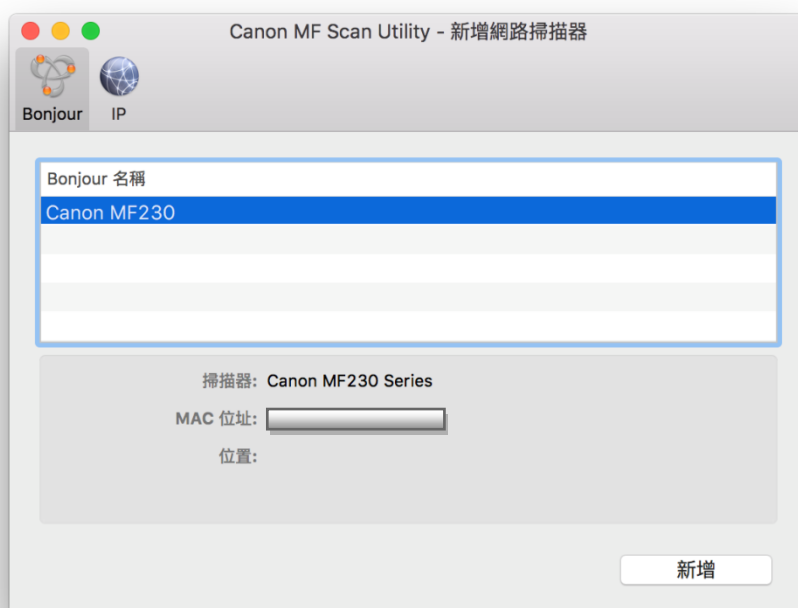 Canon MF Scan Utility - 新增網路掃描器
Bonjour
IP
Bonjour 名稱
Canon MF230
掃描器: Canon MF230 Series
MAC 位址:
位置:
新增